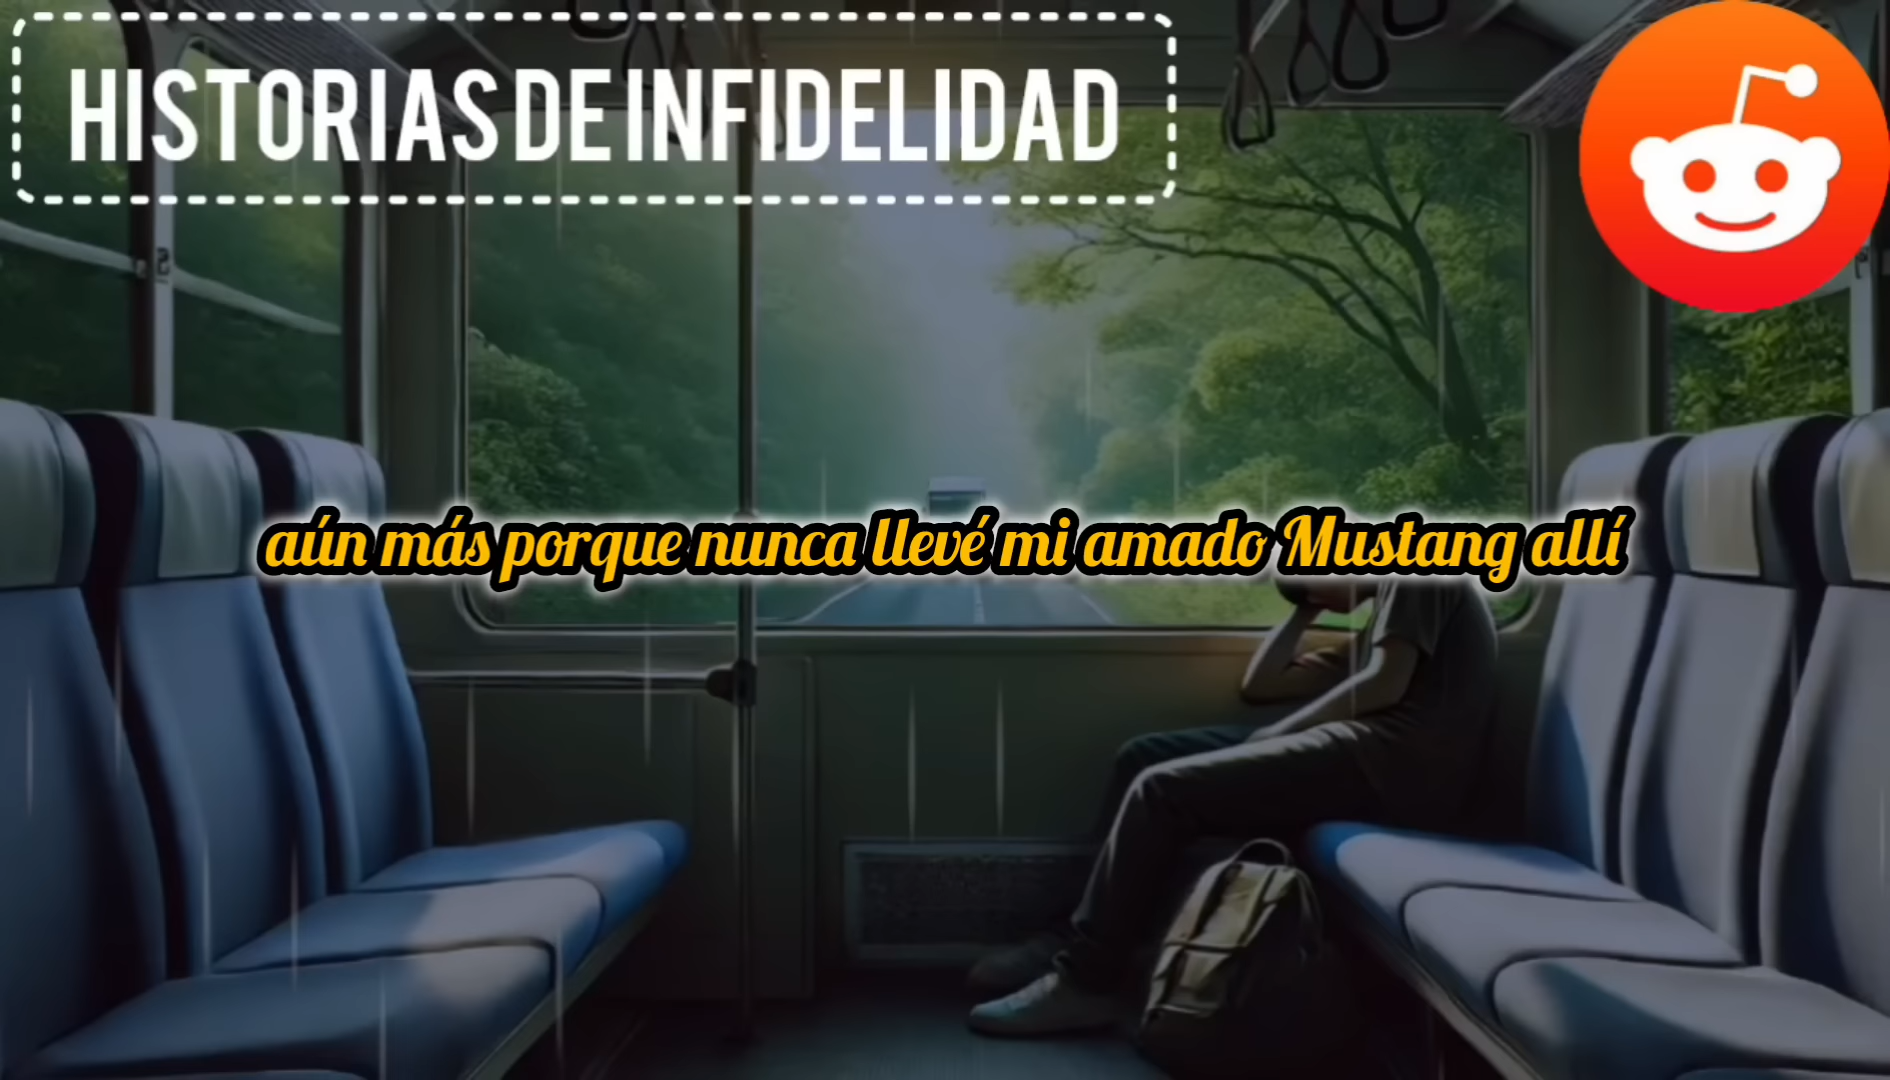 HISTORIAS DE INFIDELIDAD
aún más porque nunca llevé mi amado Mustang allí